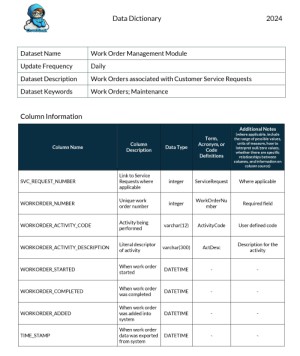 Data Dictionary
2024
Dataset Name Work Order Management Module
Update Frequency Daily
Dataset Description Work Orders associated with Customer Service Requests
Dataset Keywords Work Orders; Maintenance
Column Information
Column Name
Column
Description
Data Type
Term,
Acronym, or
Code
Definitions
Additional Notes
(where applicable, include
the range of possible values,
units of measure, how to
interpret null/zero values,
whether there are specific
relationships between
columns, and information on
column source)
SVC_REQUEST_NUMBER
Link to Service
Requests where
applicable
integer
ServiceRequest
Where applicable
WORKORDER_NUMBER
Unique work
order number
integer
WorkOrderNu
mber
Required field
WORKORDER_ACTIVITY_CODE
Activity being
performed
varchar(12)
ActivityCode
User defined code
WORKORDER_ACTIVITY_DESCRIPTION
Literal descriptor
of activity
varchar(300)
ActDesc
Description for the
activity
WORKORDER_STARTED
When work order
started
DATETIME
-
-
WORKORDER_COMPLETED
When work order
was completed
DATETIME
-
-
WORKORDER_ADDED
When work order
was added into
system
DATETIME
-
-
TIME_STAMP
When work order
data was exported
from system
DATETIME
-
-